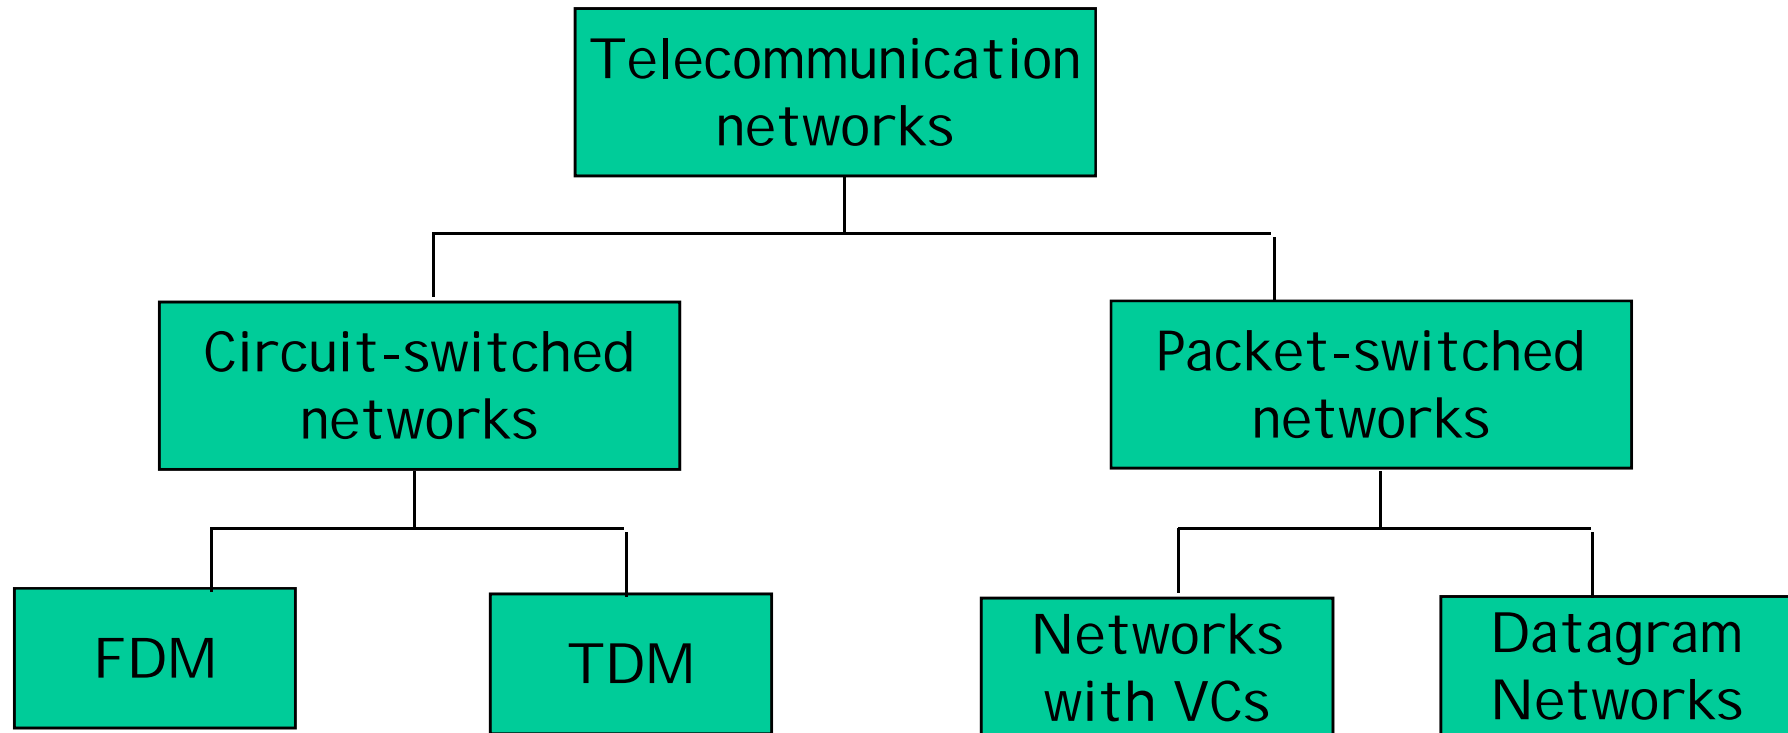 Telecommunication
networks
Circuit-switched
networks
Packet-switched
networks
FDM
TDM
Networks
with VCs
Datagram
Networks